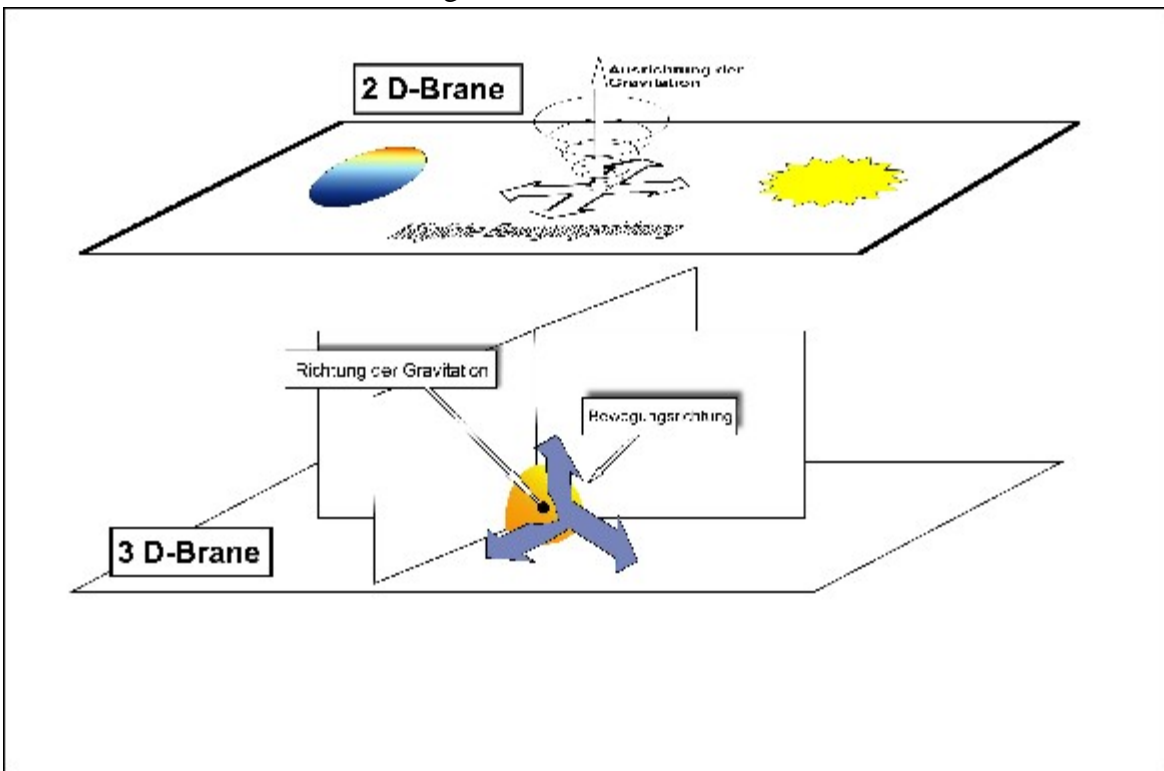 2 D-Brane
Ausrichtung der
Gravitation
Richtung der Gravitation
Bewegungsrichtung
3 D-Brane